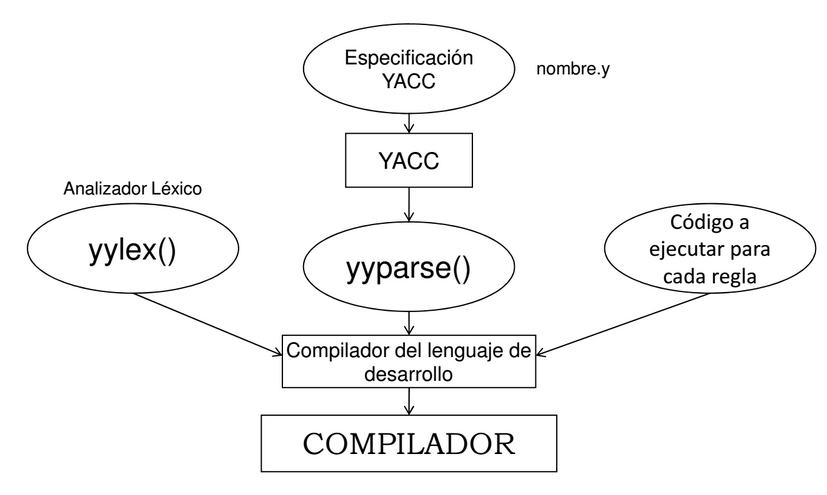 Especificación
YACC
nombre.y
YACC
Analizador Léxico
yylex()
yyparse()
Código a
ejecutar para
cada regla
Compilador del lenguaje de
desarrollo
COMPILADOR